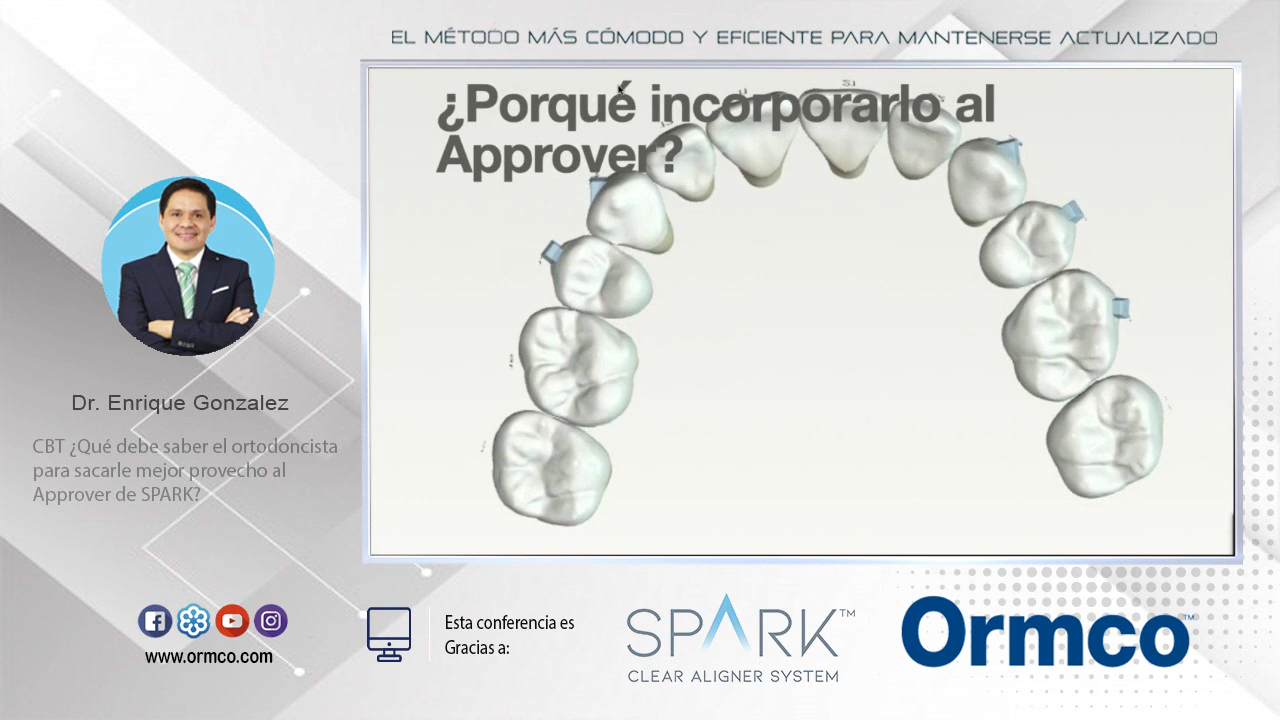 EL MÉTODO MÁS CÓMODO Y EFICIENTE PARA MANTENERSE ACTUALIZADO
¿Porqué incorporarlo al
Approver?
Dr. Enrique Gonzalez
CBT ¿Qué debe saber el ortodoncista
para sacarle mejor provecho al
Approver de SPARK?
www.ormco.com
Esta conferencia es
Gracias a:
SPARK™
CLEAR ALIGNER SYSTEM
Ormco™